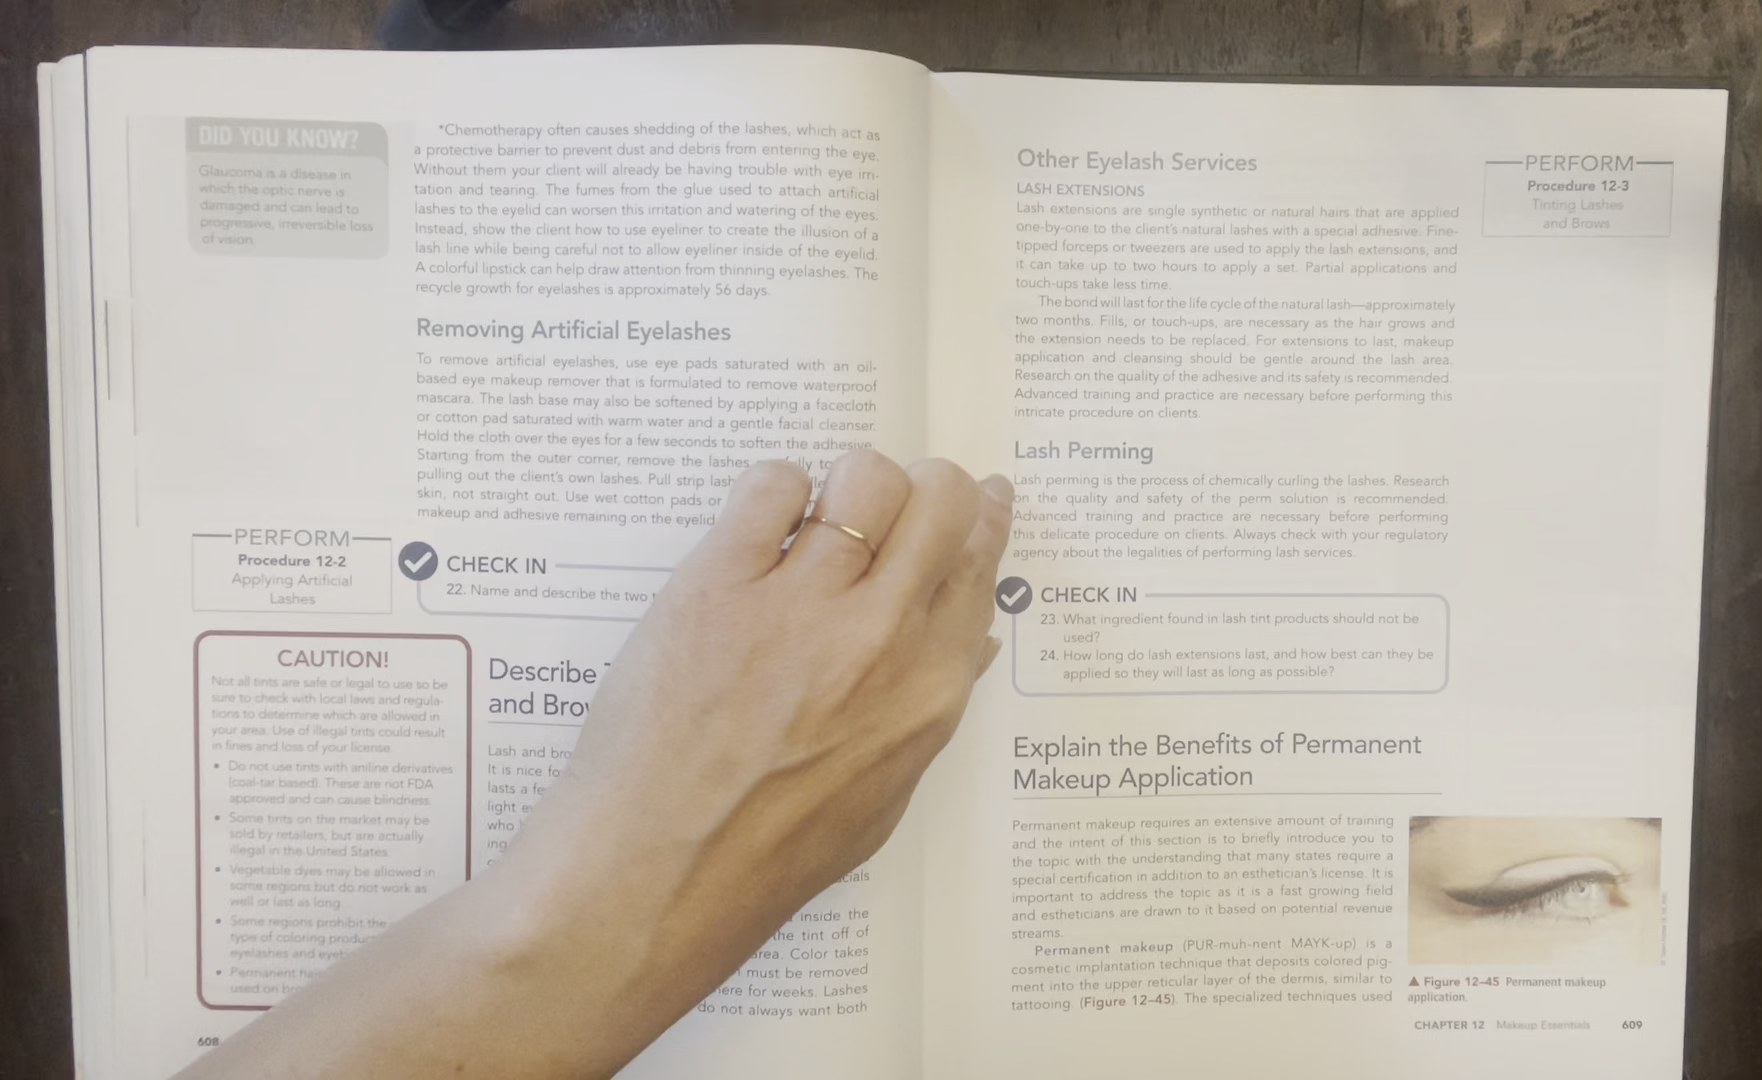 DID YOU KNOW?
Glaucoma is a disease in
which the optic nerve is
damaged and can lead to
progressive, irreversible loss
of vision.
*Chemotherapy often causes shedding of the lashes, which act as
a protective barrier to prevent dust and debris from entering the eye.
Without them your client will already be having trouble with eye irri-
tation and tearing. The fumes from the glue used to attach artificial
lashes to the eyelid can worsen this irritation and watering of the eyes.
Instead, show the client how to use eyeliner to create the illusion of a
lash line while being careful not to allow eyeliner inside of the eyelid.
A colorful lipstick can help draw attention from thinning eyelashes. The
recycle growth for eyelashes is approximately 56 days.
Removing Artificial Eyelashes
To remove artificial eyelashes, use eye pads saturated with an oil-
based eye makeup remover that is formulated to remove waterproof
mascara. The lash base may also be softened by applying a facecloth
or cotton pad saturated with warm water and a gentle facial cleanser.
Hold the cloth over the eyes for a few seconds to soften the adhesive.
Starting from the outer corner, remove the lashes
pulling out the client's own lashes. Pull strip
skin, not straight out. Use wet cotton pads or
makeup and adhesive remaining on the eyelid
PERFORM
Procedure 12-2
Applying Artificial
Lashes
CHECK IN
22. Name and describe the two
CAUTION!
Not all tints are safe or legal to use so be
sure to check with local laws and regula-
tions to determine which are allowed in
your area. Use of illegal tints could result
in fines and loss of your license.
• Do not use tints with aniline derivatives
(coal-tar based). These are not FDA
approved and can cause blindness.
• Some tints on the market may be
sold by retailers, but are actually
illegal in the United States.
• Vegetable dyes may be allowed in
some regions but do not work as
well or last as long.
• Some regions prohibit the
type of coloring
eyelashes and
• Permanent
used on
Describe
and
Lash and
It is nice
lasts a
light
who
inside the
the tint off of
area. Color takes
must be removed
for weeks. Lashes
do not always want both
608
Other Eyelash Services
LASH EXTENSIONS
Lash extensions are single synthetic or natural hairs that are applied
one-by-one to the client's natural lashes with a special adhesive. Fine-
tipped forceps or tweezers are used to apply the lash extensions, and
it can take up to two hours to apply a set. Partial applications and
touch-ups take less time.
The bond will last for the life cycle of the natural lash—approximately
two months. Fills, or touch-ups, are necessary as the hair grows and
the extension needs to be replaced. For extensions to last, makeup
application and cleansing should be gentle around the lash area.
Research on the quality of the adhesive and its safety is recommended.
Advanced training and practice are necessary before performing this
intricate procedure on clients.
Lash Perming
Lash perming is the process of chemically curling the lashes. Research
on the quality and safety of the perm solution is recommended.
Advanced training and practice are necessary before performing
this delicate procedure on clients. Always check with your regulatory
agency about the legalities of performing lash services.
CHECK IN
23. What ingredient found in lash tint products should not be
used?
24. How long do lash extensions last, and how best can they be
applied so they will last as long as possible?
Explain the Benefits of Permanent
Makeup Application
Permanent makeup requires an extensive amount of training
and the intent of this section is to briefly introduce you to
the topic with the understanding that many states require a
special certification in addition to an esthetician's license. It is
important to address the topic as it is a fast growing field
and estheticians are drawn to it based on potential revenue
streams.
Permanent makeup (PUR-muh-nent MAYK-up) is a
cosmetic implantation technique that deposits colored pig-
ment into the upper reticular layer of the dermis, similar to
tattooing. (Figure 12–45). The specialized techniques used
PERFORM
Procedure 12-3
Tinting Lashes
and Brows
▲ Figure 12–45 Permanent makeup
application.
CHAPTER 12 Makeup Essentials 609